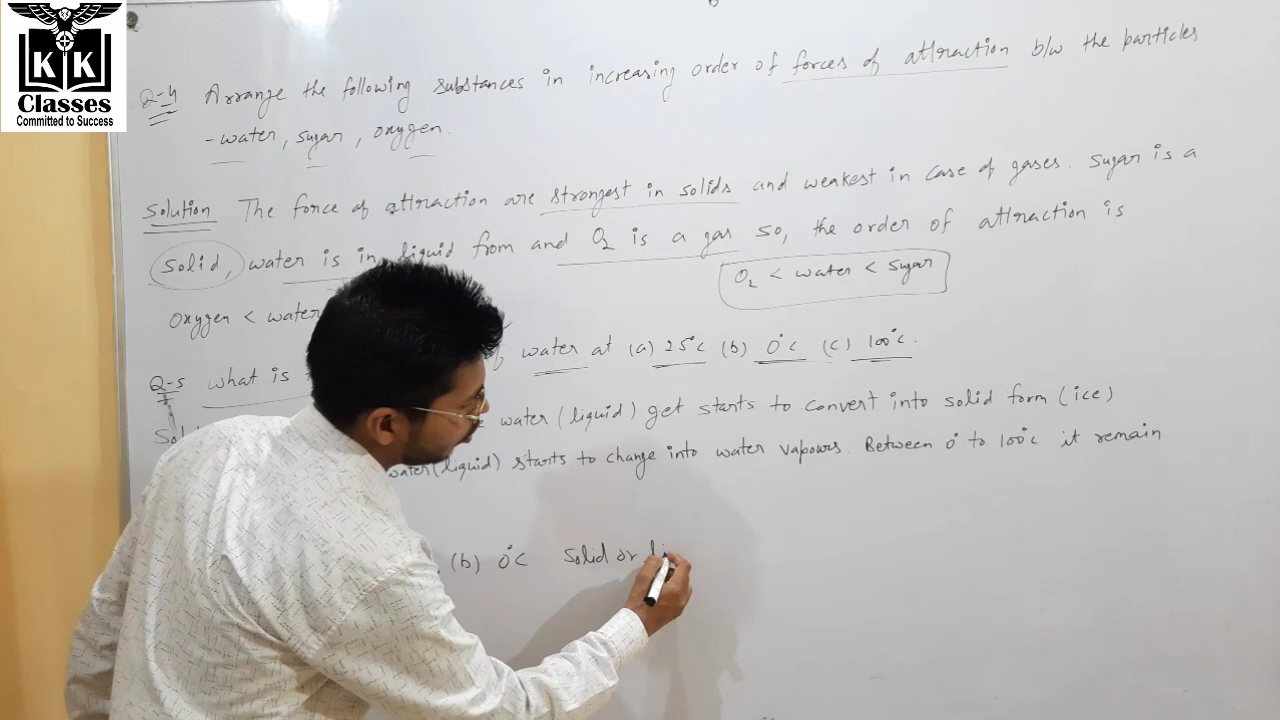 K K
Classes
Committed to Success
Q-4 Arrange the following substances in increasing order of forces of attraction b/w the particles
- water, sugar, oxygen.
Solution The force of attraction are strongest in solids and weakest in case of gases. Sugar is a
Solid, water is in liquid from and O2 is a gas so, the order of attraction is
O2 < water < sugar
Oxygen < water
Q-5 what is water at (a) 25°C (b) 0°C (c) 100°C.
water (liquid) get starts to convert into solid form (ice)
water (liquid) starts to change into water vapours. Between 0° to 100°C it remain
(b) 0°C Solid or li